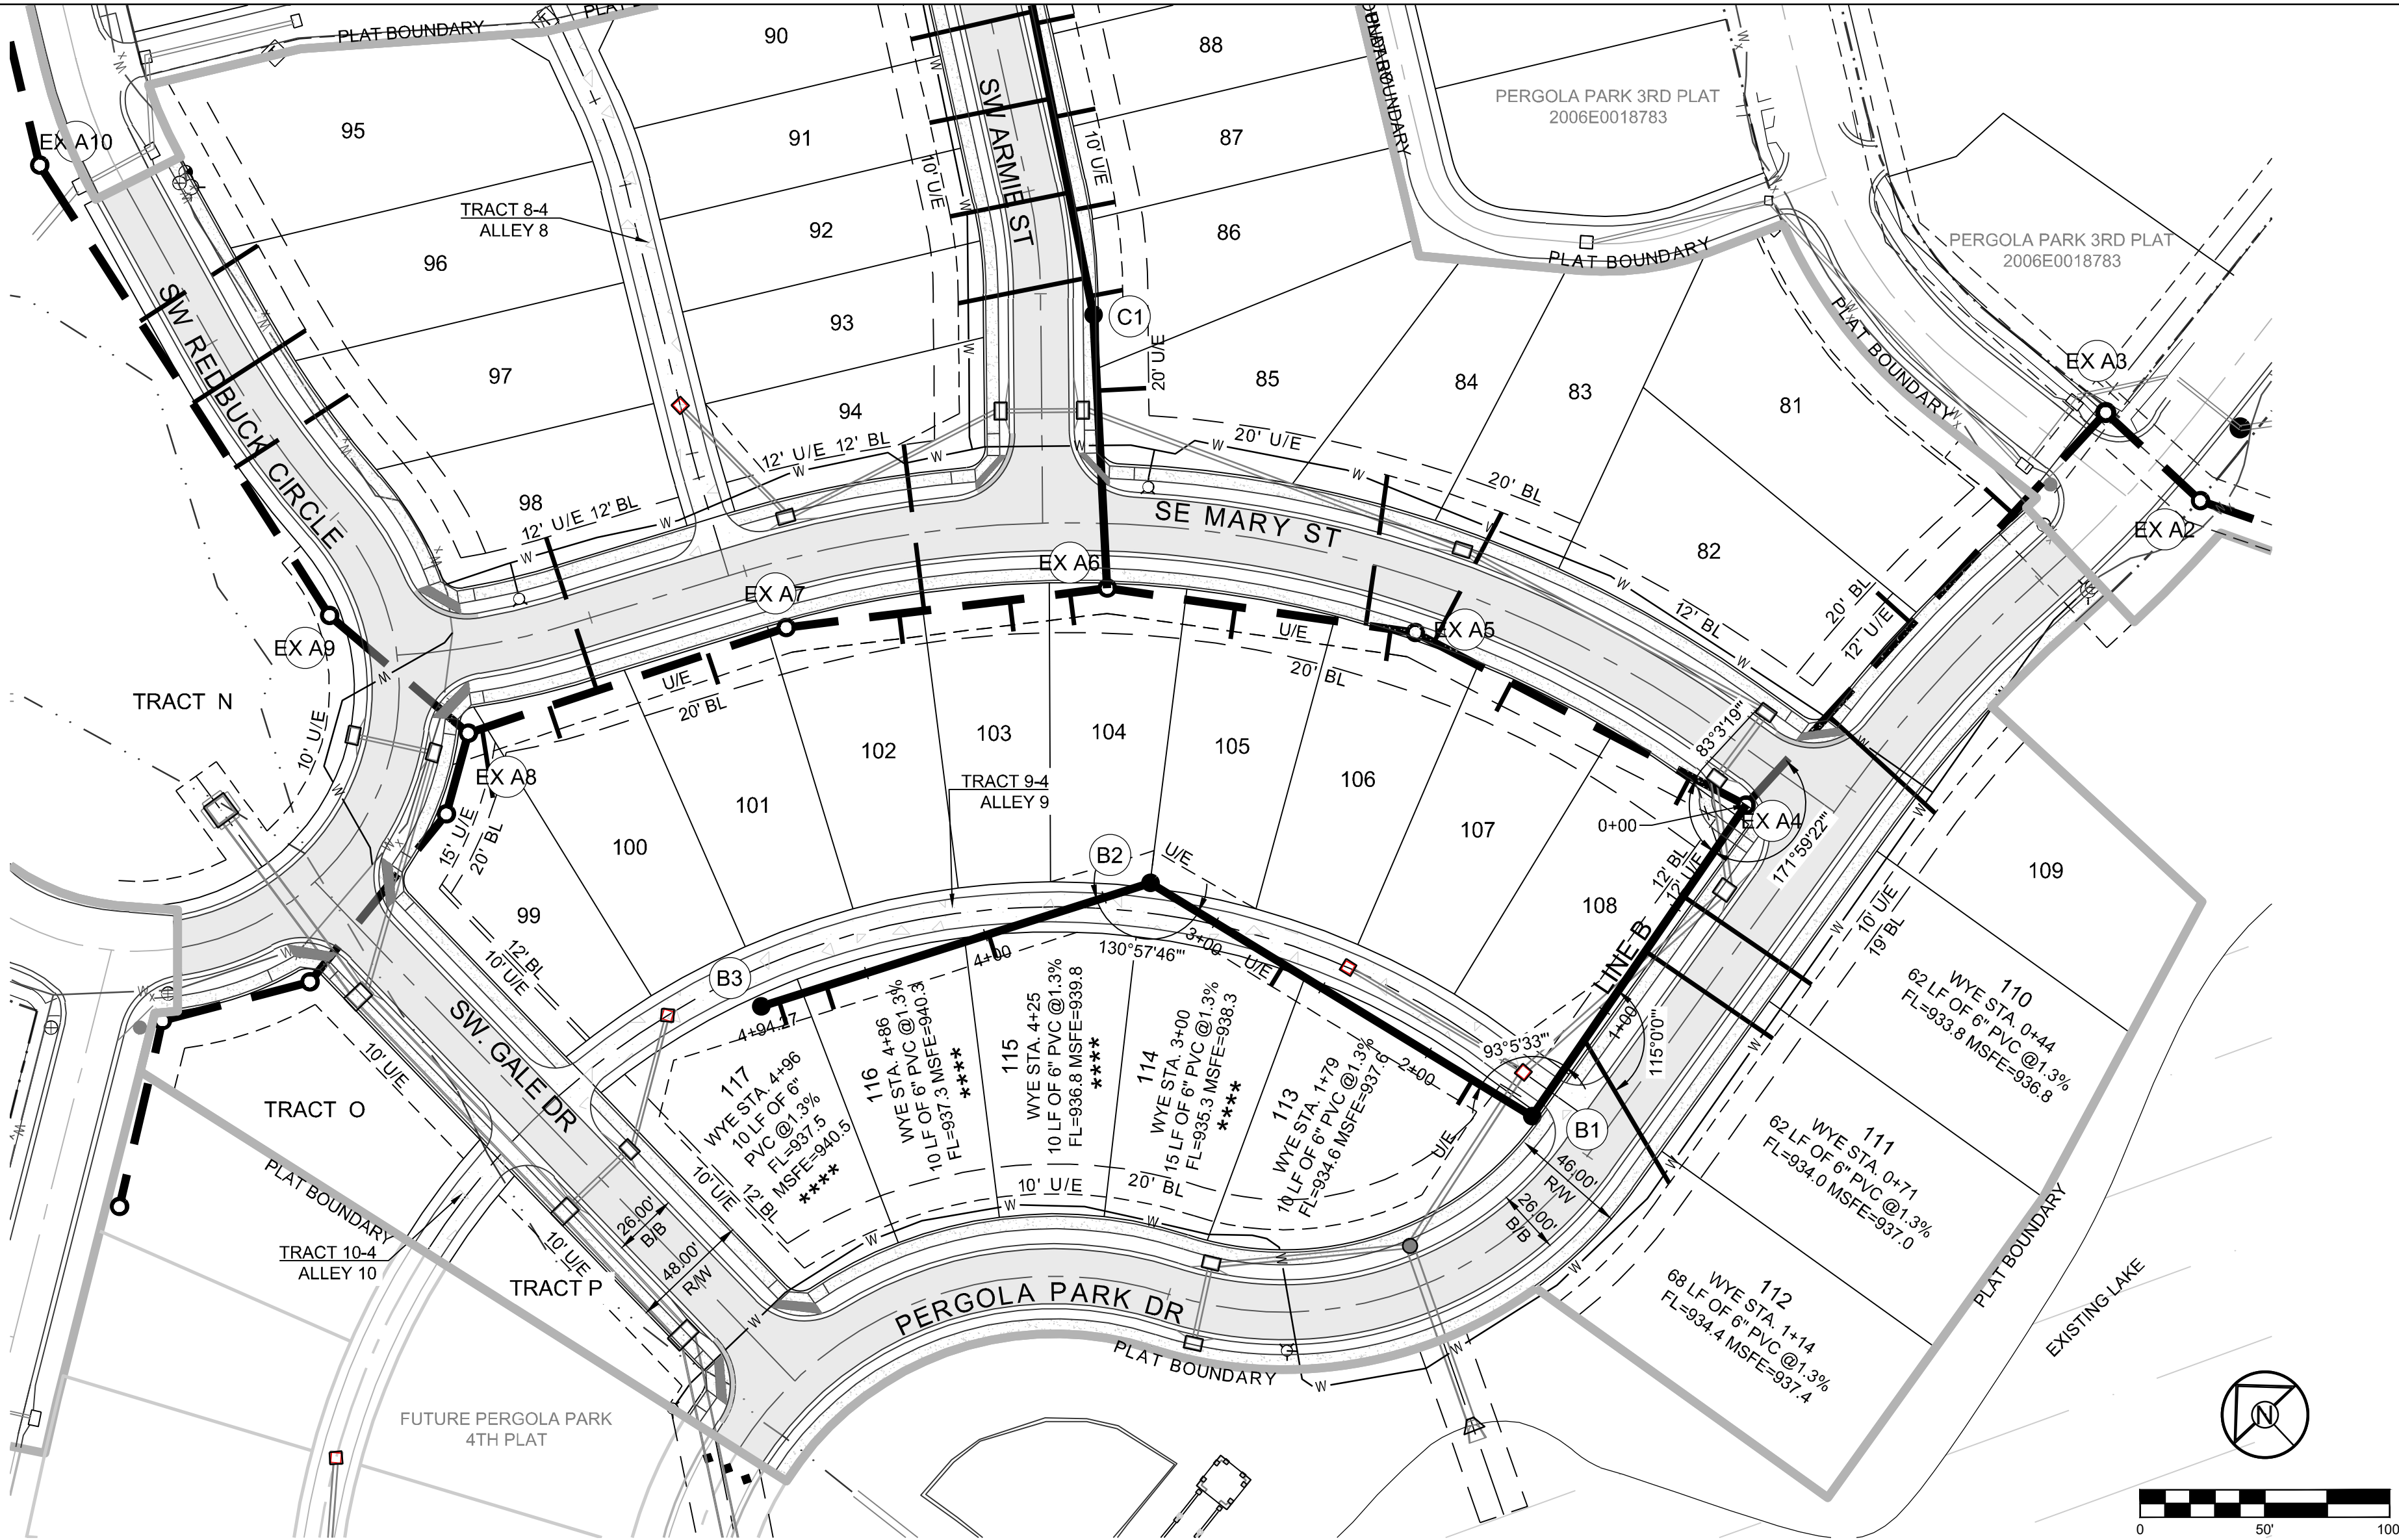 PLAT BOUNDARY
PLAT
90
88
BOUNDARY
PERGOLA PARK 3RD PLAT
2006E0018783
95
91
87
EX A10
SW ARMIE ST
10' U/E
10' U/E
TRACT 8-4
ALLEY 8
92
86
PLAT BOUNDARY
PERGOLA PARK 3RD PLAT
2006E0018783
96
SW REDBUCK CIRCLE
93
C1
20' U/E
PLAT BOUNDARY
EX A3
97
94
85
84
83
81
12' U/E 12' BL
20' U/E
20' BL
98
12' U/E 12' BL
SE MARY ST
EX A2
82
EX A6
EX A7
12' BL
20' BL
12' U/E
EX A9
U/E
EX A5
TRACT N
U/E
20' BL
20' BL
10' U/E
102
103
104
105
83°3'19"
EX A8
106
TRACT 9-4
ALLEY 9
101
107
0+00
EX A4
15' U/E
20' BL
100
B2
U/E
12' BL
12' U/E
171°59'22"
109
99
108
10' U/E
19' BL
12' BL
10' U/E
LINE B
B3
4+00
130°57'46"
3+00
U/E
4+94.27
1+00
115°0'0"
93°5'33"
2+00
SW. GALE DR
10' U/E
TRACT O
110
WYE STA. 0+44
62 LF OF 6" PVC @1.3%
FL=933.8 MSFE=936.8
117
WYE STA. 4+96
10 LF OF 6"
PVC @1.3%
FL=937.5
MSFE=940.5
****
116
WYE STA. 4+86
10 LF OF 6" PVC @1.3%
FL=937.3 MSFE=940.3
****
115
WYE STA. 4+25
10 LF OF 6" PVC @1.3%
FL=936.8 MSFE=939.8
****
114
WYE STA. 3+00
15 LF OF 6" PVC @1.3%
FL=935.3 MSFE=938.3
****
113
WYE STA. 1+79
10 LF OF 6" PVC @1.3%
FL=934.6 MSFE=937.6
B1
U/E
111
WYE STA. 0+71
62 LF OF 6" PVC @1.3%
FL=934.0 MSFE=937.0
10' U/E
12' BL
10' U/E
20' BL
46.00'
R/W
26.00'
B/B
PLAT BOUNDARY
26.00'
B/B
48.00'
R/W
10' U/E
TRACT 10-4
ALLEY 10
TRACT P
PLAT BOUNDARY
EXISTING LAKE
112
WYE STA. 1+14
68 LF OF 6" PVC @1.3%
FL=934.4 MSFE=937.4
PERGOLA PARK DR
PLAT BOUNDARY
FUTURE PERGOLA PARK
4TH PLAT
N
0
50'
100